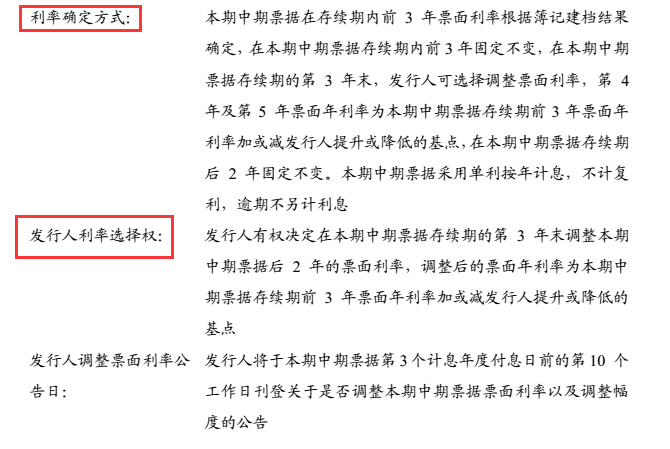 利率确定方式：
本期中期票据在存续期内前 3 年票面利率根据簿记建档结果
确定，在本期中期票据存续期内前3年固定不变，在本期中期
票据存续期的第 3 年末，发行人可选择调整票面利率，第 4
年及第 5 年票面年利率为本期中期票据存续期前3年票面年
利率加或减发行人提升或降低的基点，在本期中期票据存续期
后 2 年固定不变。本期中期票据采用单利按年计息，不计复
利，逾期不另计利息
发行人利率选择权：
发行人有权决定在本期中期票据存续期的第 3 年末调整本期
中期票据后 2 年的票面利率，调整后的票面年利率为本期中
期票据存续期前 3 年票面年利率加或减发行人提升或降低的
基点
发行人调整票面利率公
告日：
发行人将于本期中期票据第3个计息年度付息日前的第10 个
工作日刊登关于是否调整本期中期票据票面利率以及调整幅
度的公告